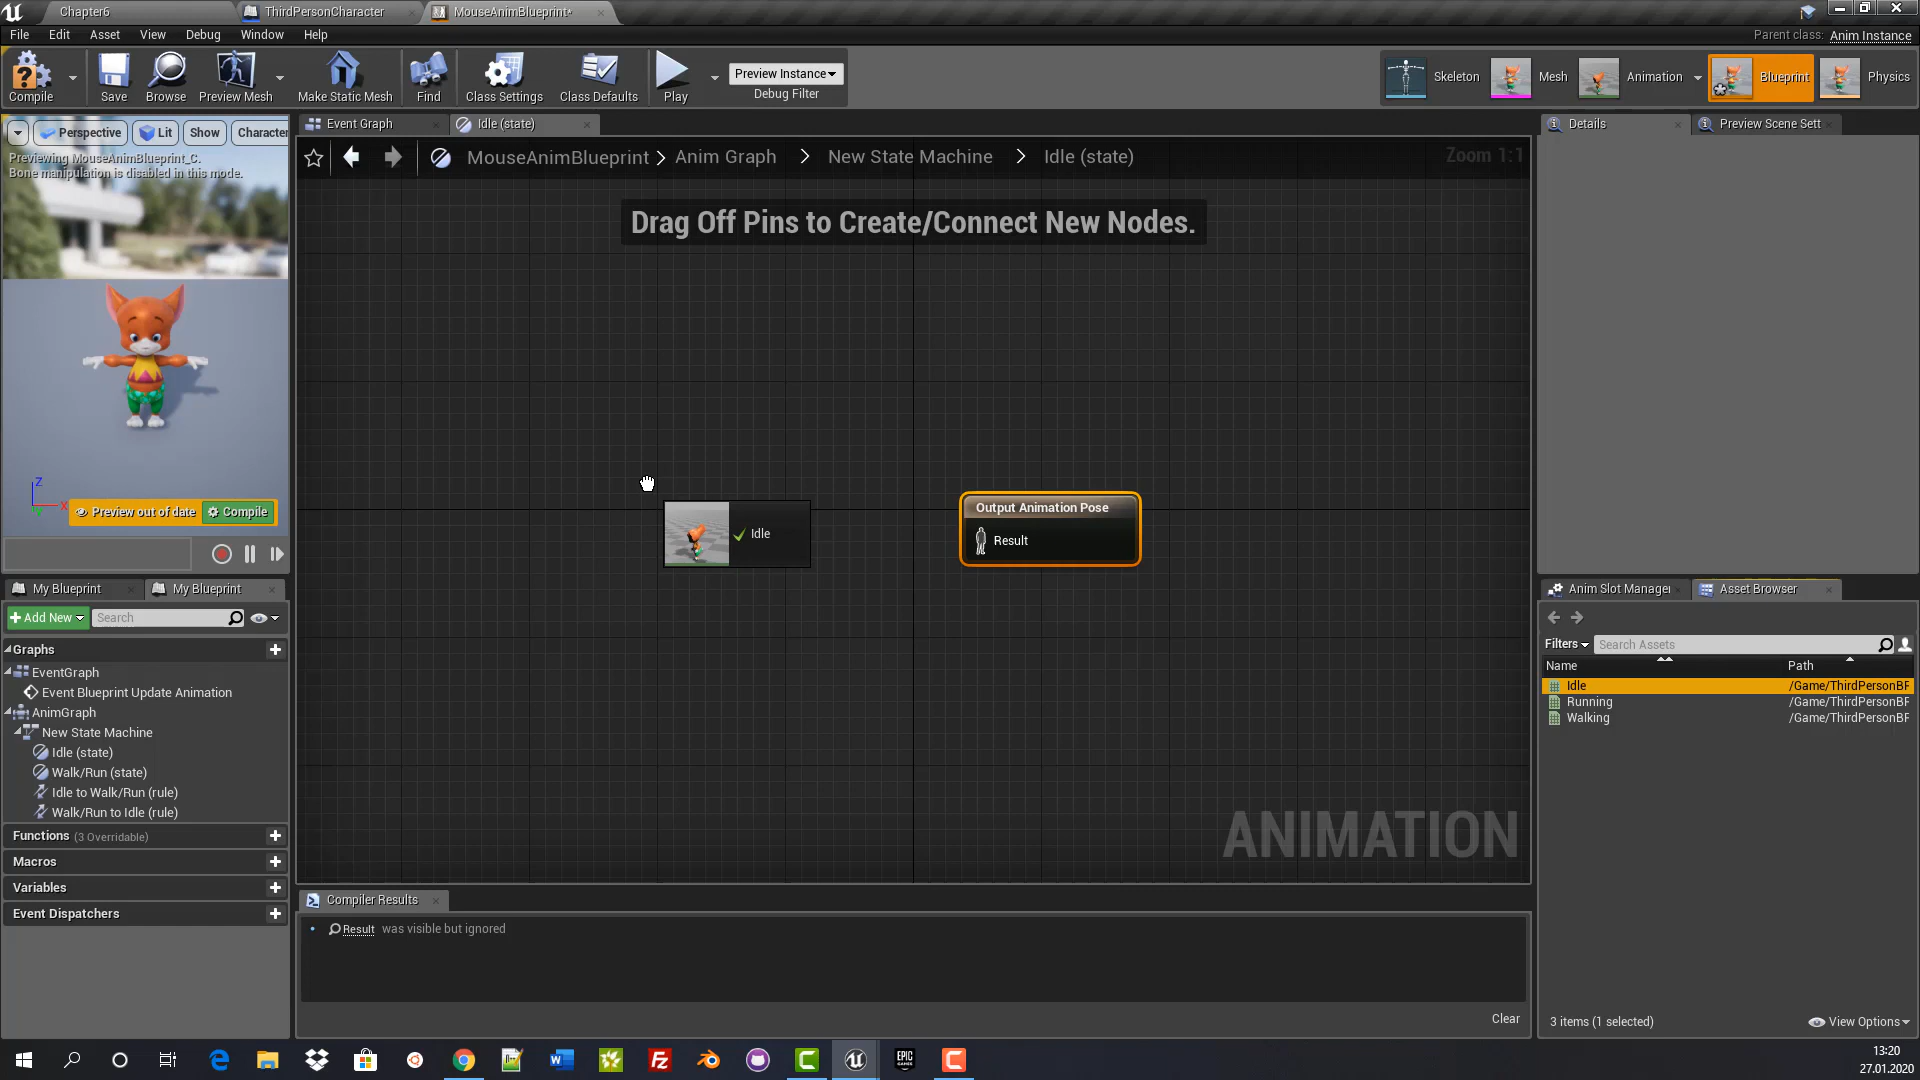 Chapter6
ThirdPersonCharacter
MouseAnimBlueprint*
File Edit Asset View Debug Window Help
Parent class: Anim Instance
Compile
Save
Browse
Preview Mesh
Make Static Mesh
Find
Class Settings
Class Defaults
Play
Preview Instance
Debug Filter
Skeleton
Mesh
Animation
Blueprint
Physics
Perspective
Lit
Show
Character
Previewing MouseAnimBlueprint_C.
Bone manipulation is disabled in this mode.
Z
X
Preview out of date
Compile
Event Graph
Idle (state)
MouseAnimBlueprint > Anim Graph > New State Machine > Idle (state)
Zoom 1:1
Drag Off Pins to Create/Connect New Nodes.
Idle
Output Animation Pose
Result
ANIMATION
Details
Preview Scene Sett
My Blueprint
My Blueprint
+ Add New
Search
Graphs
EventGraph
Event Blueprint Update Animation
AnimGraph
New State Machine
Idle (state)
Walk/Run (state)
Idle to Walk/Run (rule)
Walk/Run to Idle (rule)
Functions (3 Overridable)
Macros
Variables
Event Dispatchers
Compiler Results
• Result was visible but ignored
Clear
Anim Slot Manager
Asset Browser
Filters
Search Assets
Name Path
Idle /Game/ThirdPersonBF
Running /Game/ThirdPersonBF
Walking /Game/ThirdPersonBF
3 items (1 selected)
View Options
EPIC GAMES
13:20
27.01.2020